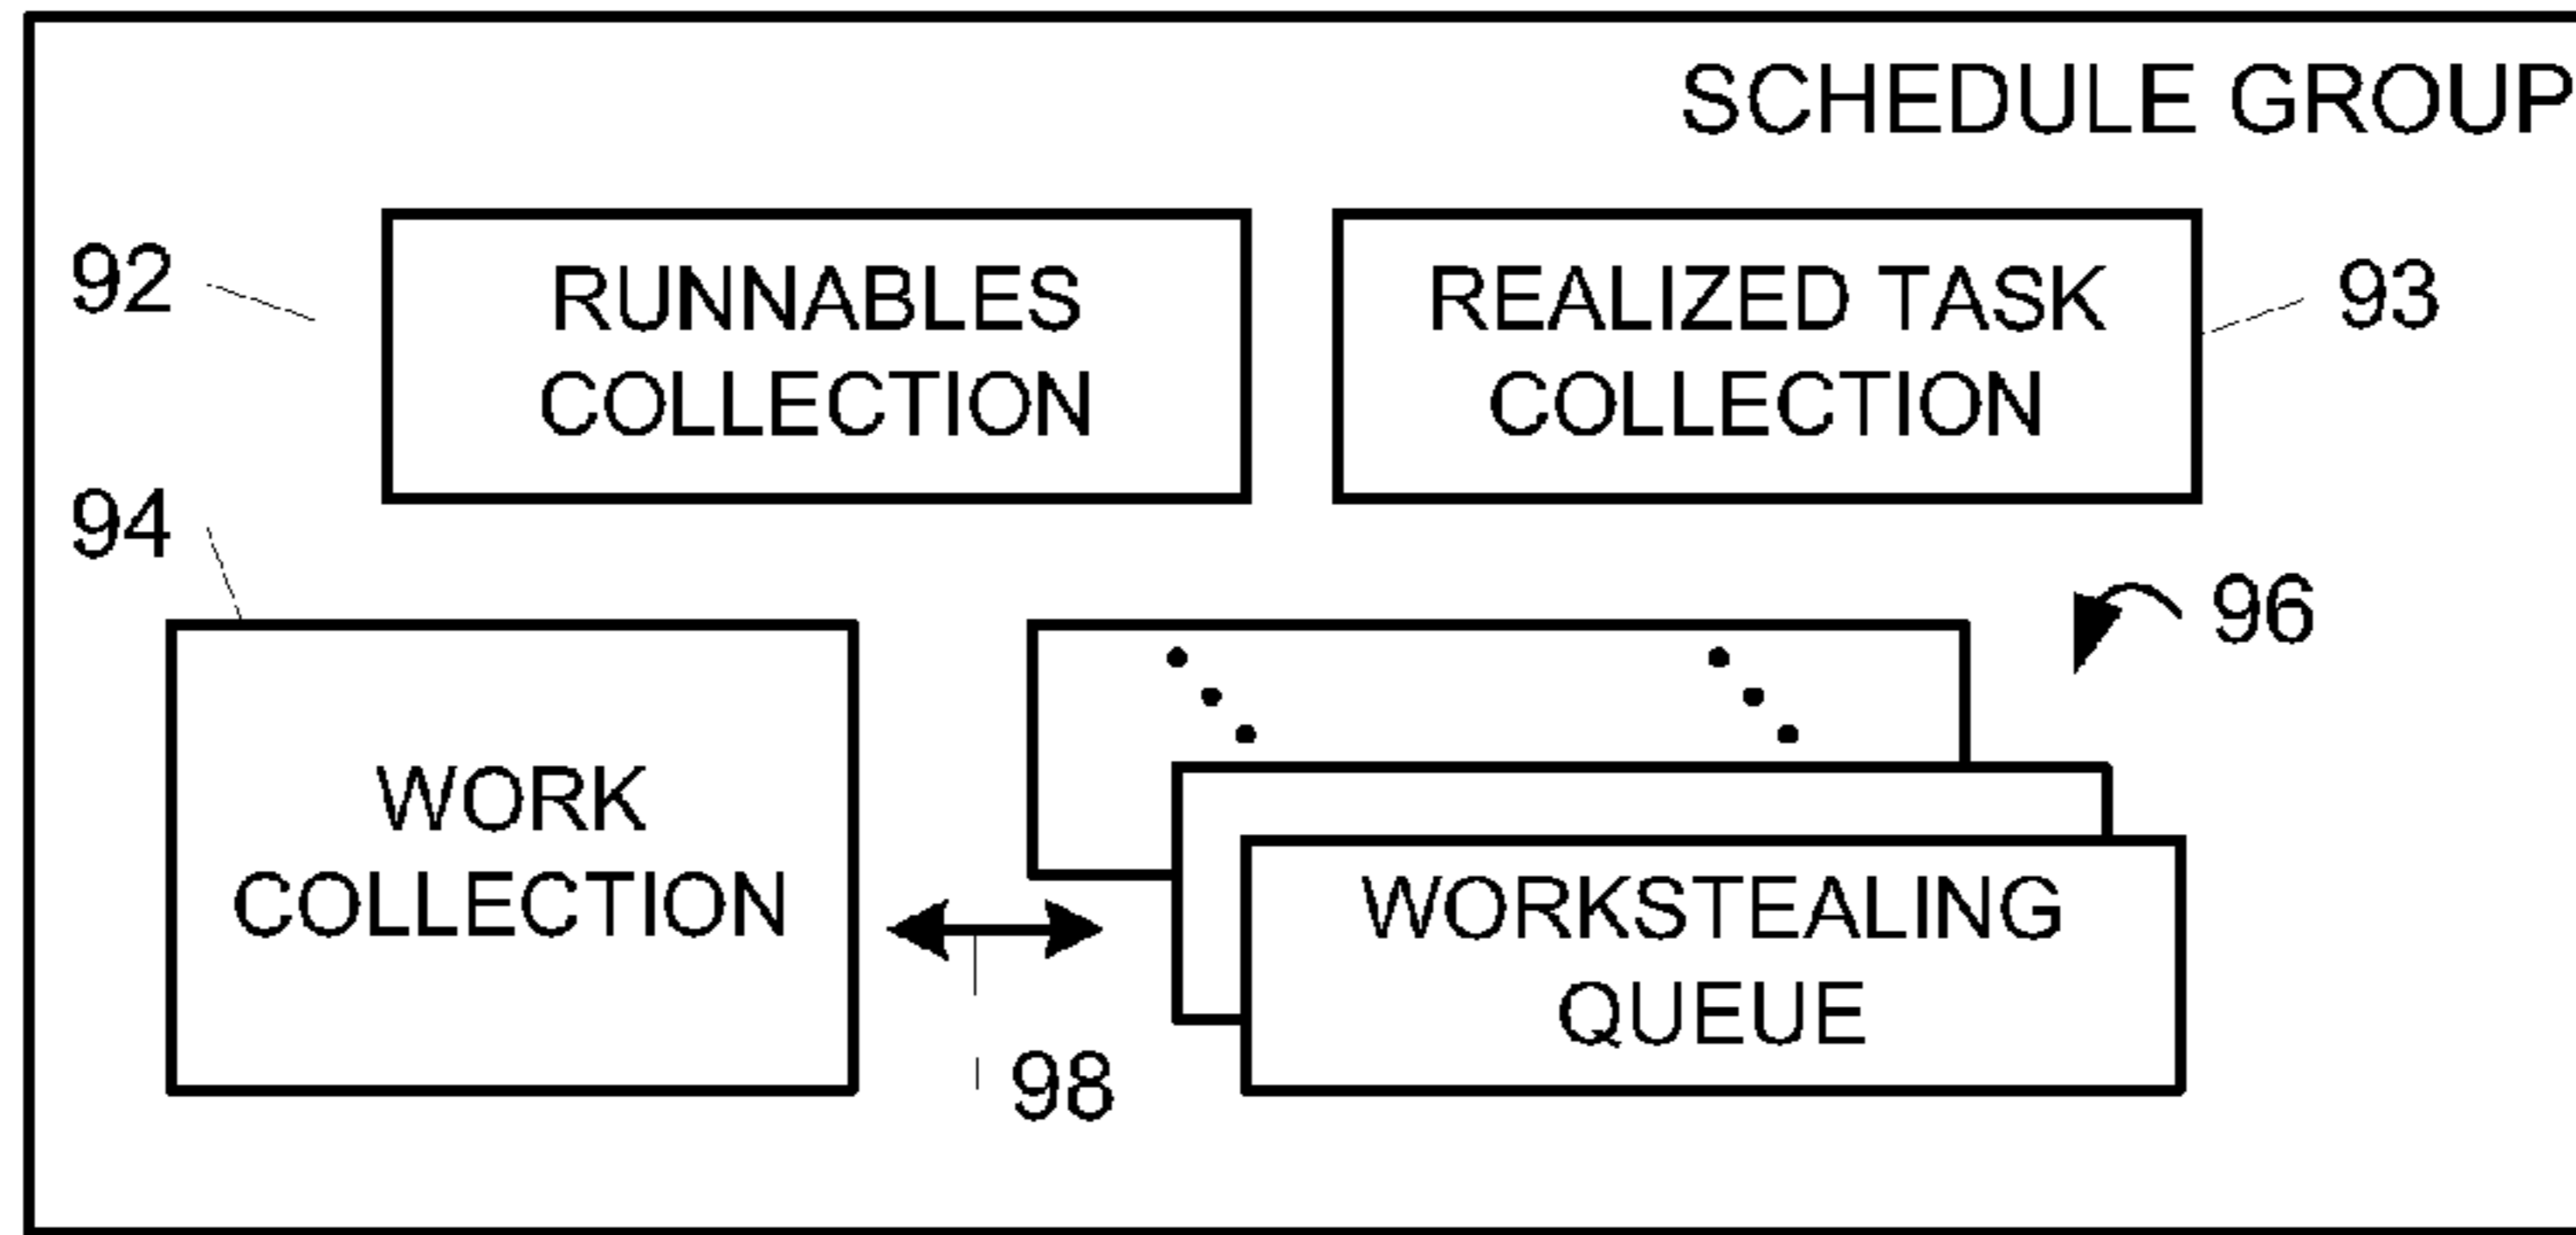 SCHEDULE GROUP
92
RUNNABLES
COLLECTION
REALIZED TASK
COLLECTION
93
94
WORK
COLLECTION
96
WORKSTEALING
QUEUE
98